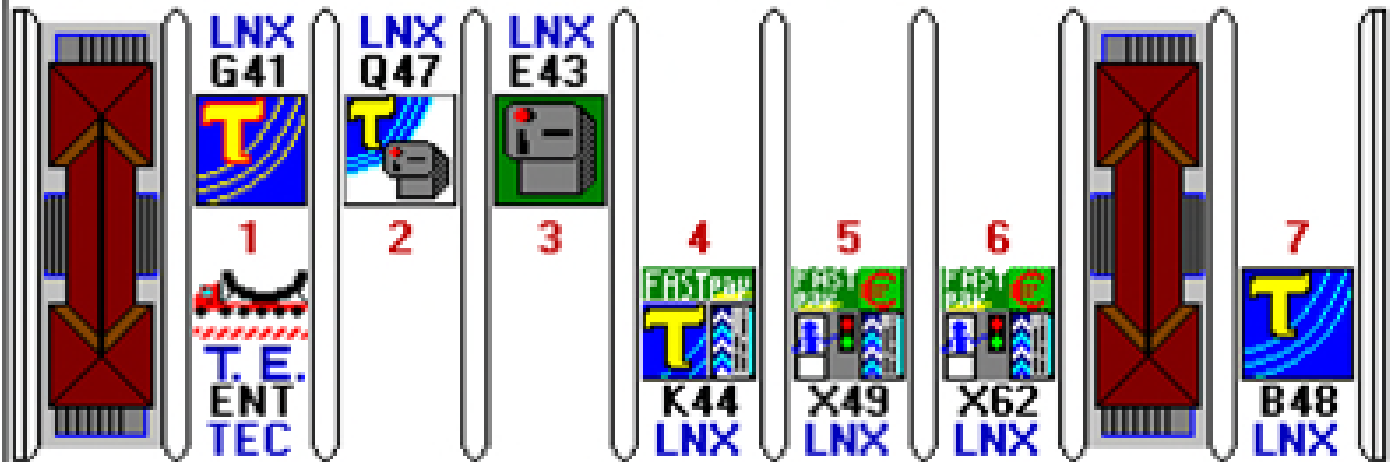 LNX LNX LNX
G41 Q47 E43
T T
1 2 3 4 5 6 7
FASTpay FAST pay € FAST pay € T
T
T. E.
ENT K44 X49 X62 B48
TEC LNX LNX LNX LNX